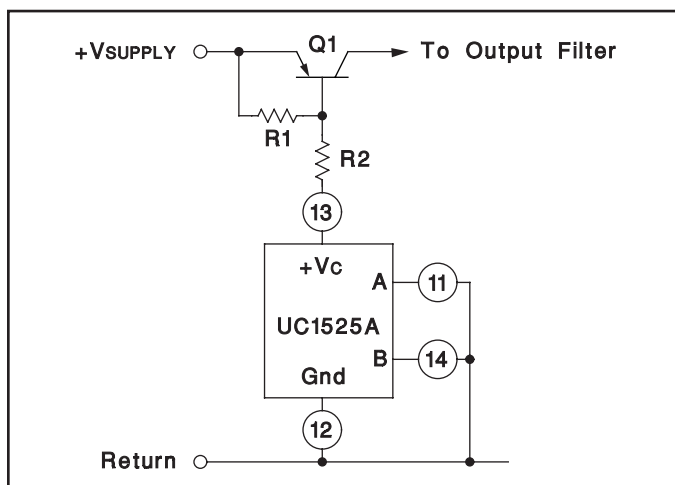 Q1
+VSUPPLY
To Output Filter
R1
R2
13
+VC
A
11
UC1525A
B
14
Gnd
12
Return